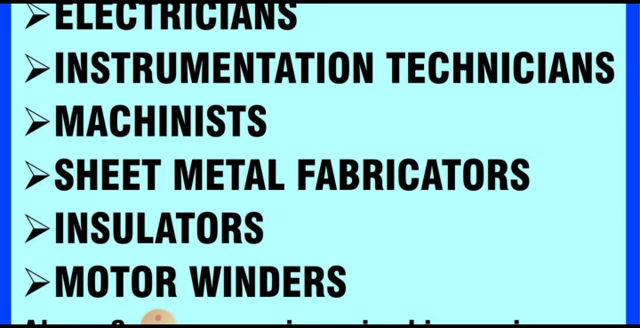 ➢ELECTRICIANS
➢INSTRUMENTATION TECHNICIANS
➢MACHINISTS
➢SHEET METAL FABRICATORS
➢INSULATORS
➢MOTOR WINDERS